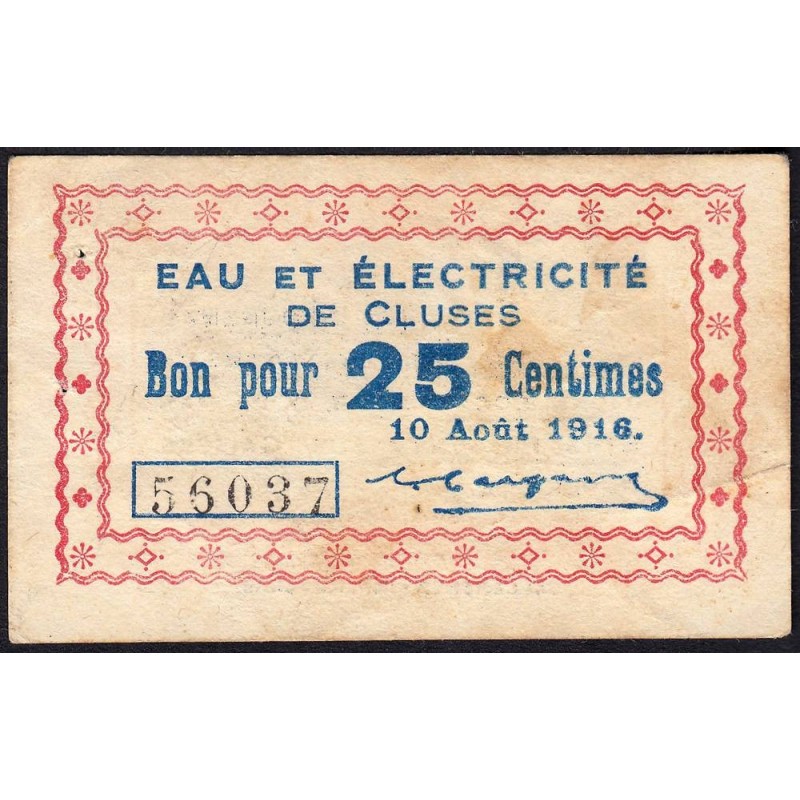 EAU ET ÉLECTRICITÉ
DE CLUSES
Bon pour 25 Centimes
10 Août 1916.
56037